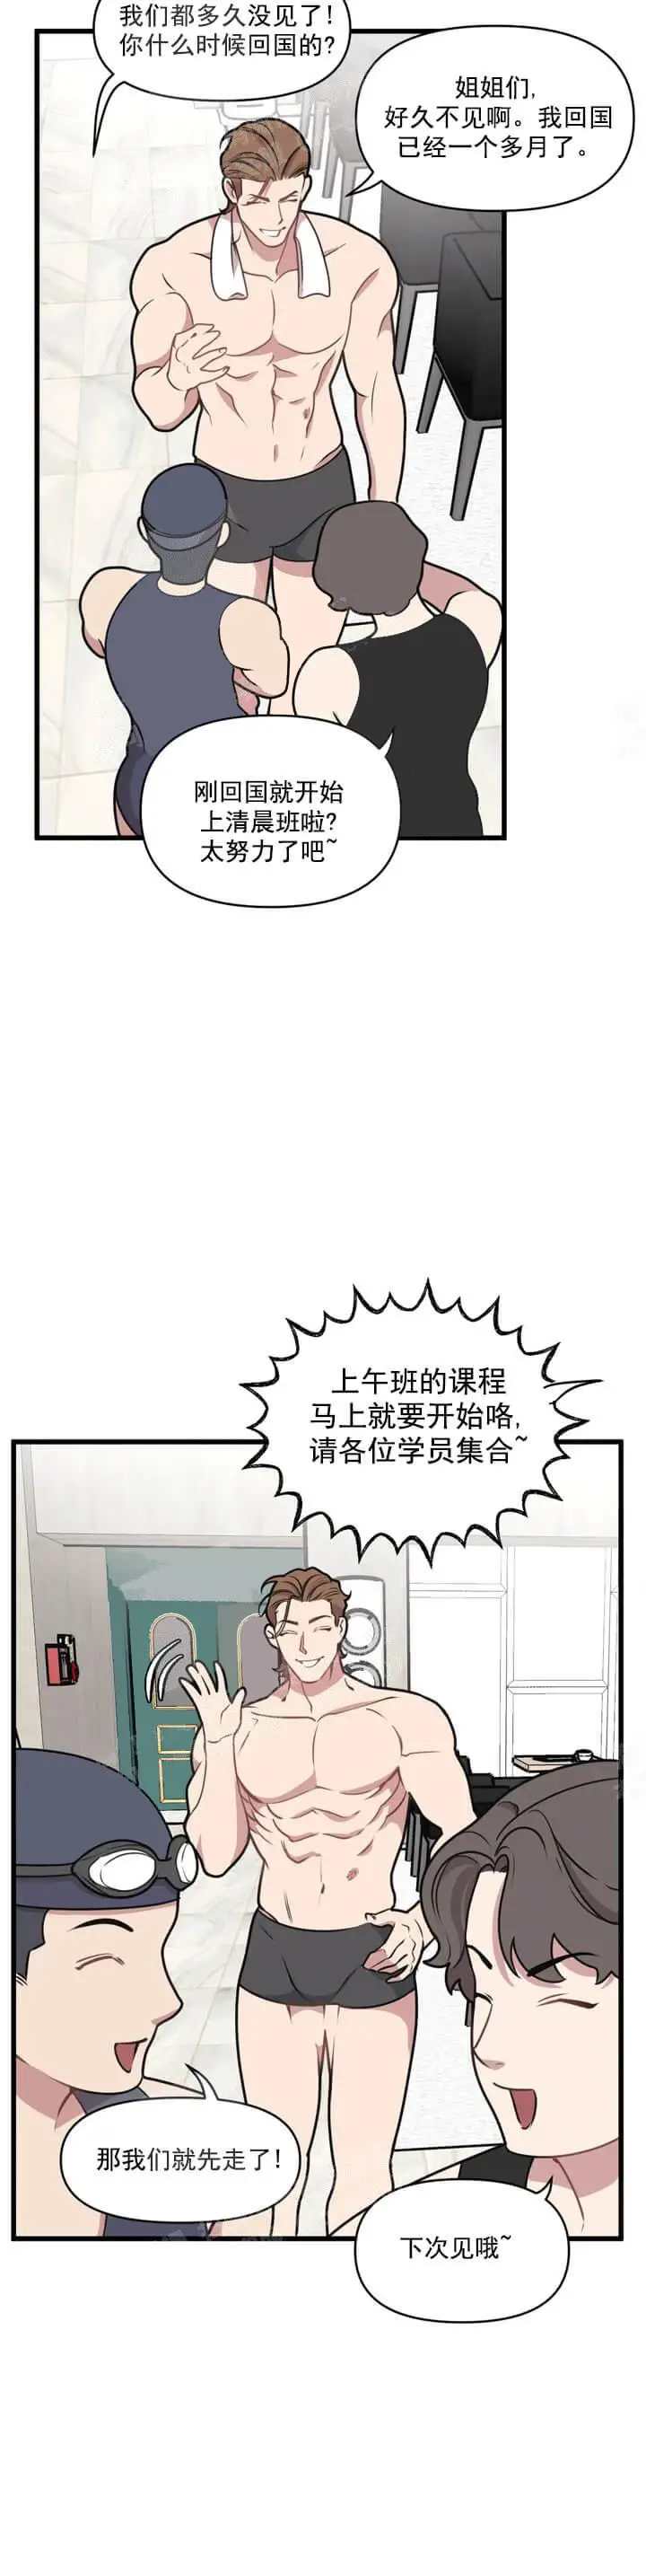 我们都多久没见了!
你什么时候回国的?
姐姐们,
好久不见啊。我回国
已经一个多月了。
刚回国就开始
上清晨班啦?
太努力了吧~
上午班的课程
马上就要开始咯,
请各位学员集合~
那我们就先走了!
下次见哦~